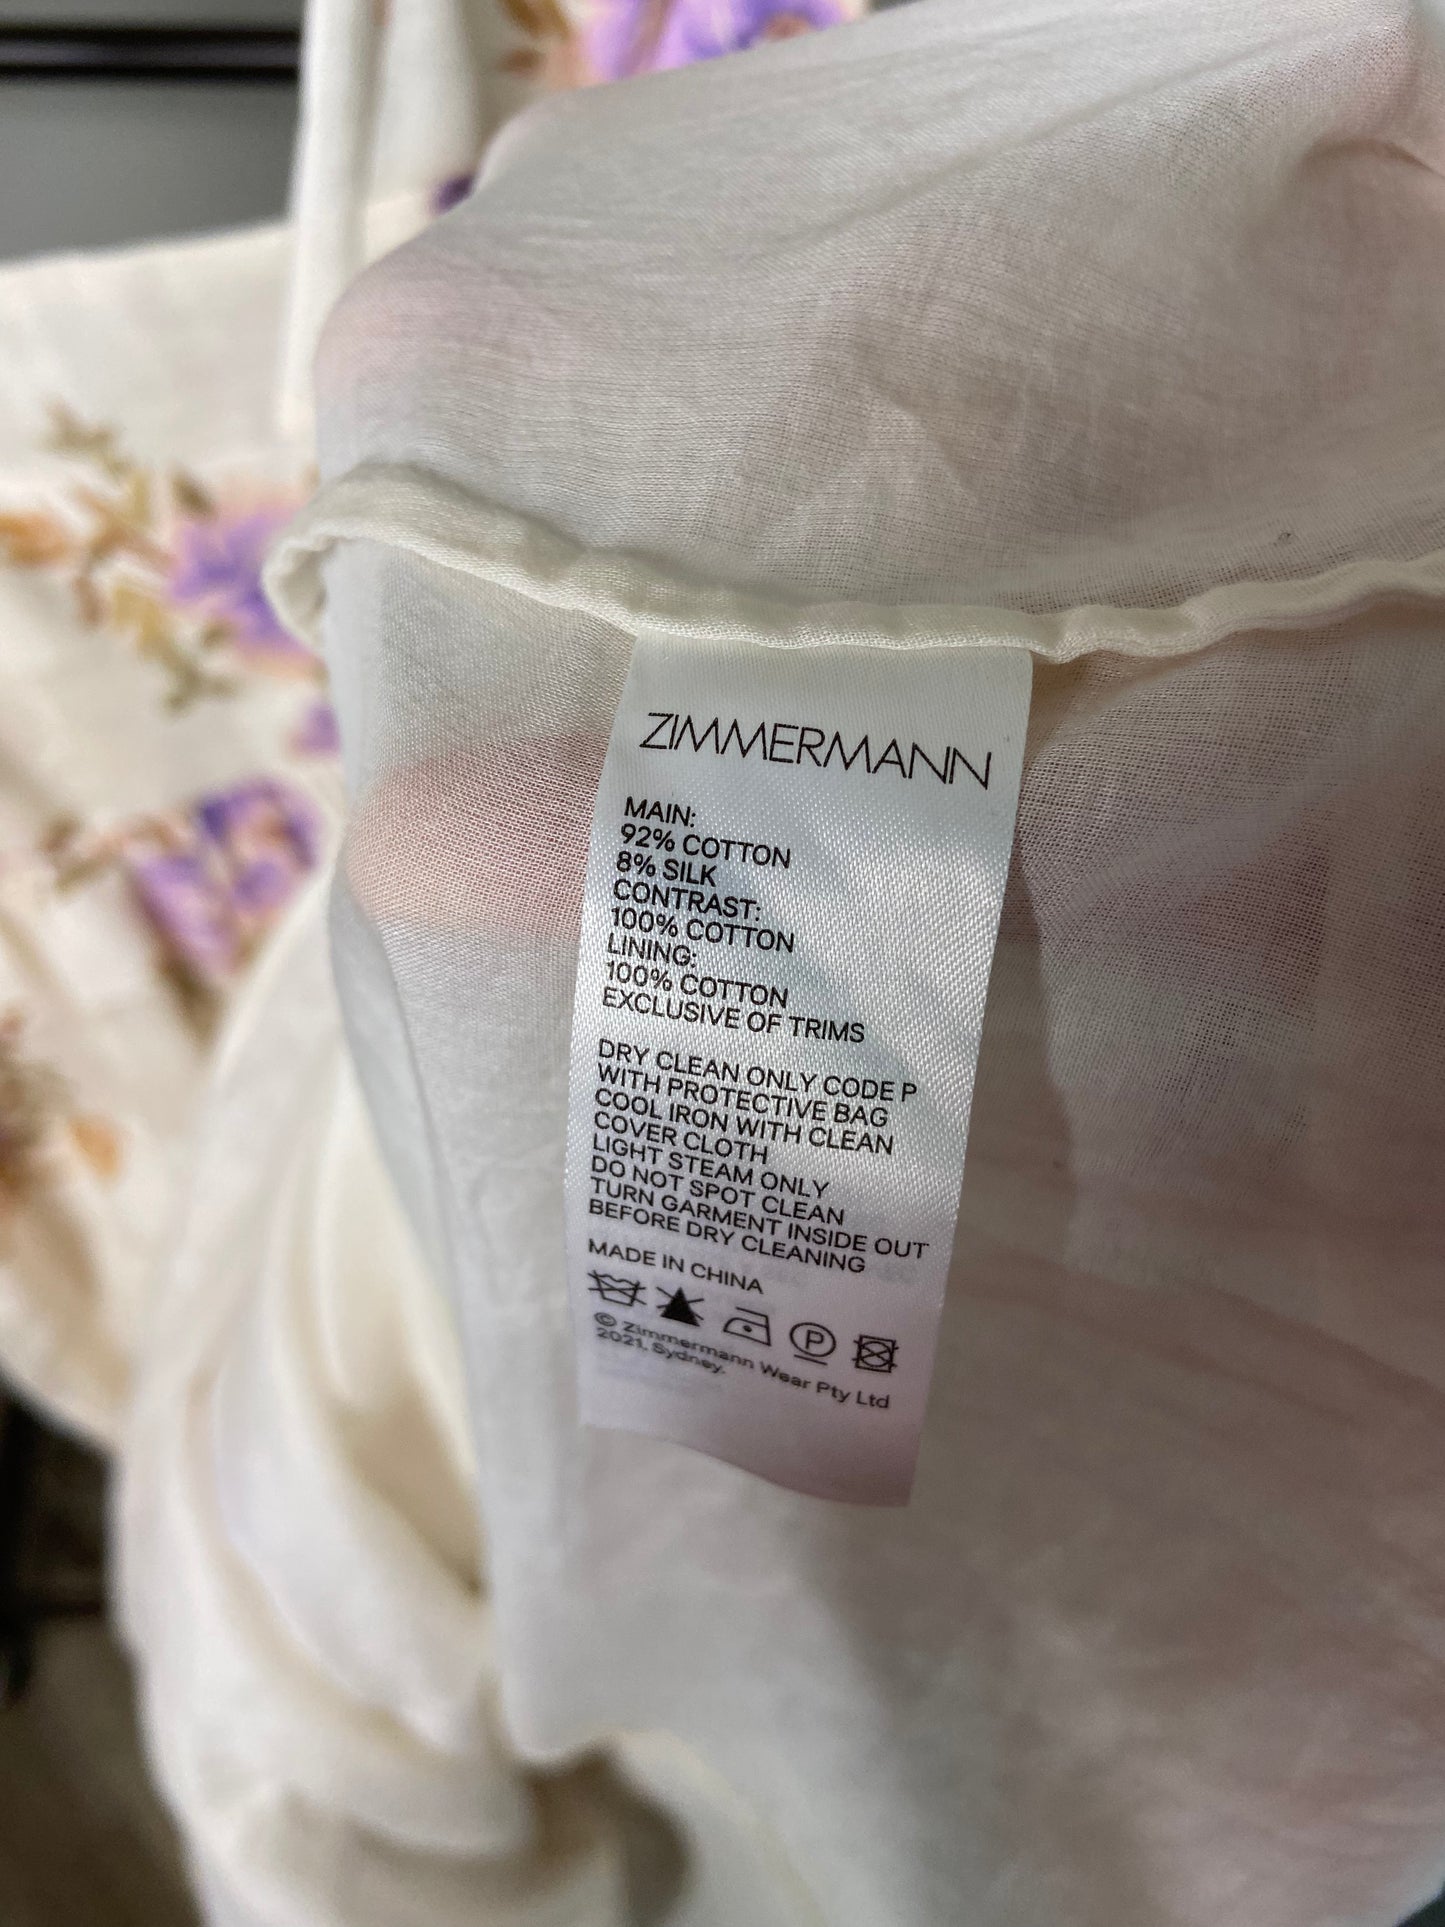 ZIMMERMANN
MAIN:
92% COTTON
8% SILK
CONTRAST:
100% COTTON
LINING:
100% COTTON
EXCLUSIVE OF TRIMS
DRY CLEAN ONLY CODE P
WITH PROTECTIVE BAG
COOL IRON WITH CLEAN
COVER CLOTH
LIGHT STEAM ONLY
DO NOT SPOT CLEAN
TURN GARMENT INSIDE OUT
BEFORE DRY CLEANING
MADE IN CHINA
P
© Zimmermann Wear Pty Ltd
2021. Sydney.